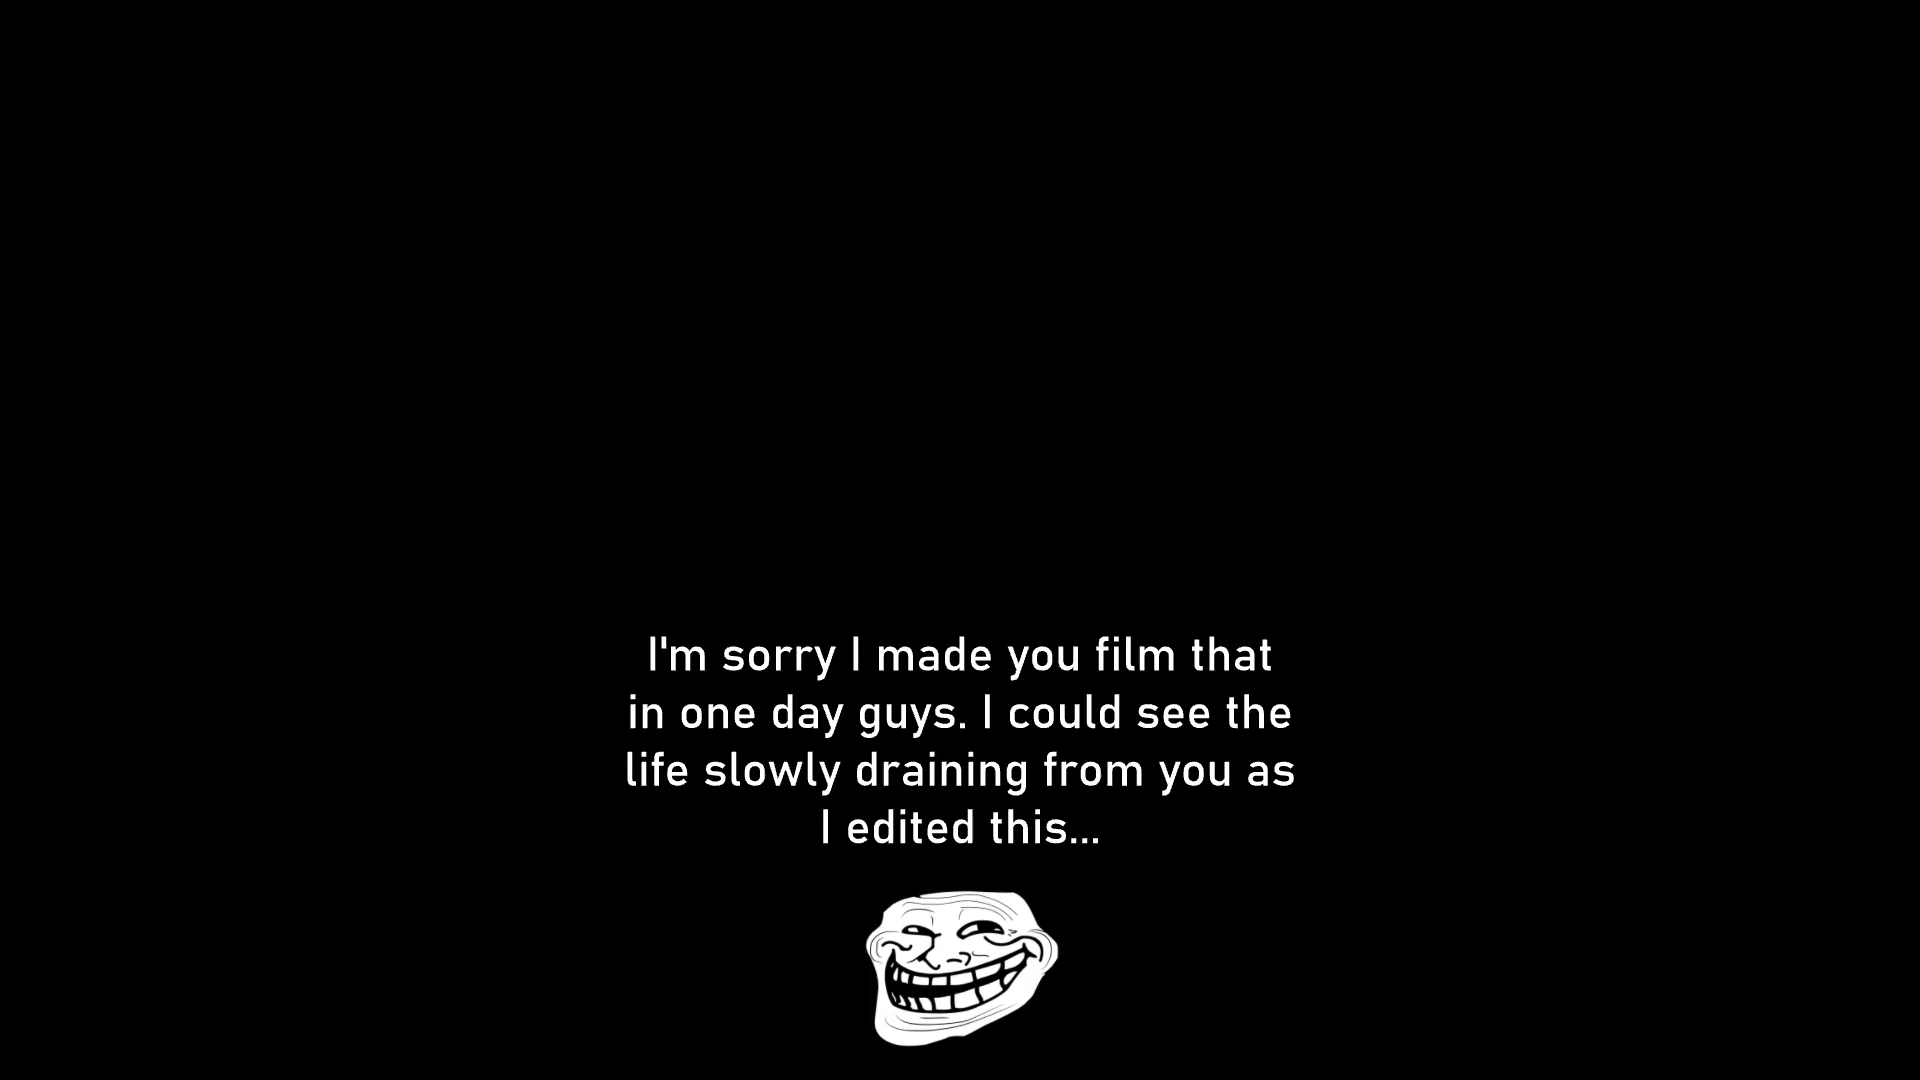 I'm sorry I made you film that
in one day guys. I could see the
life slowly draining from you as
I edited this...